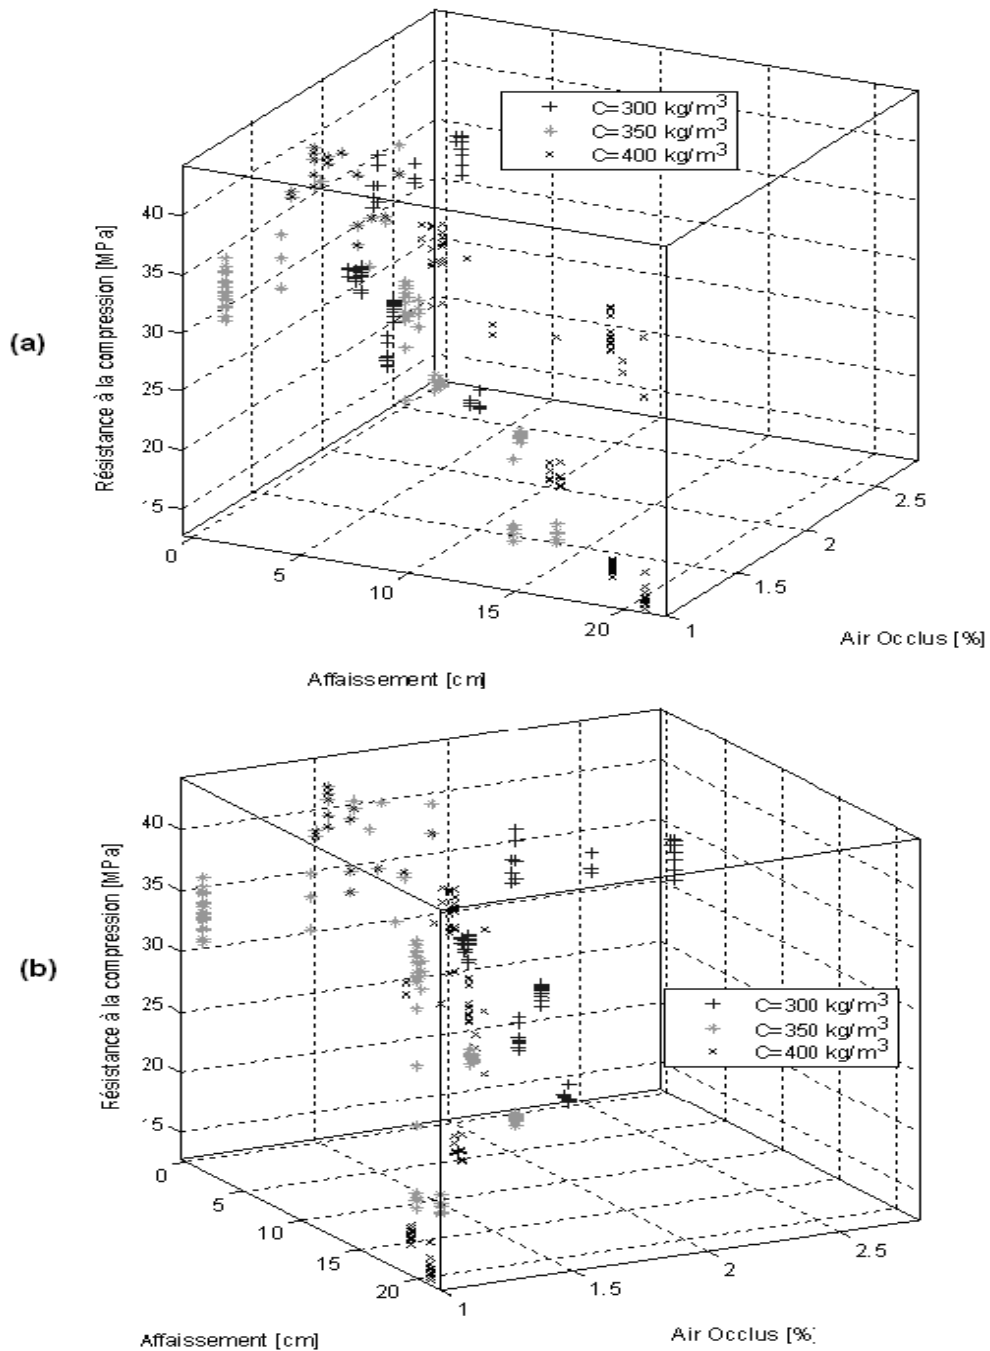 (a)
Résistance à la compression [MPa]
40
35
30
25
20
15
0
5
10
15
20
1
1.5
2
2.5
Affaissement [cm]
Air Occlus [%]
C=300 kg/m³
C=350 kg/m³
C=400 kg/m³
(b)
Résistance à la compression [MPa]
40
35
30
25
20
15
0
5
10
15
20
1
1.5
2
2.5
Affaissement [cm]
Air Occlus [%]
C=300 kg/m³
C=350 kg/m³
C=400 kg/m³